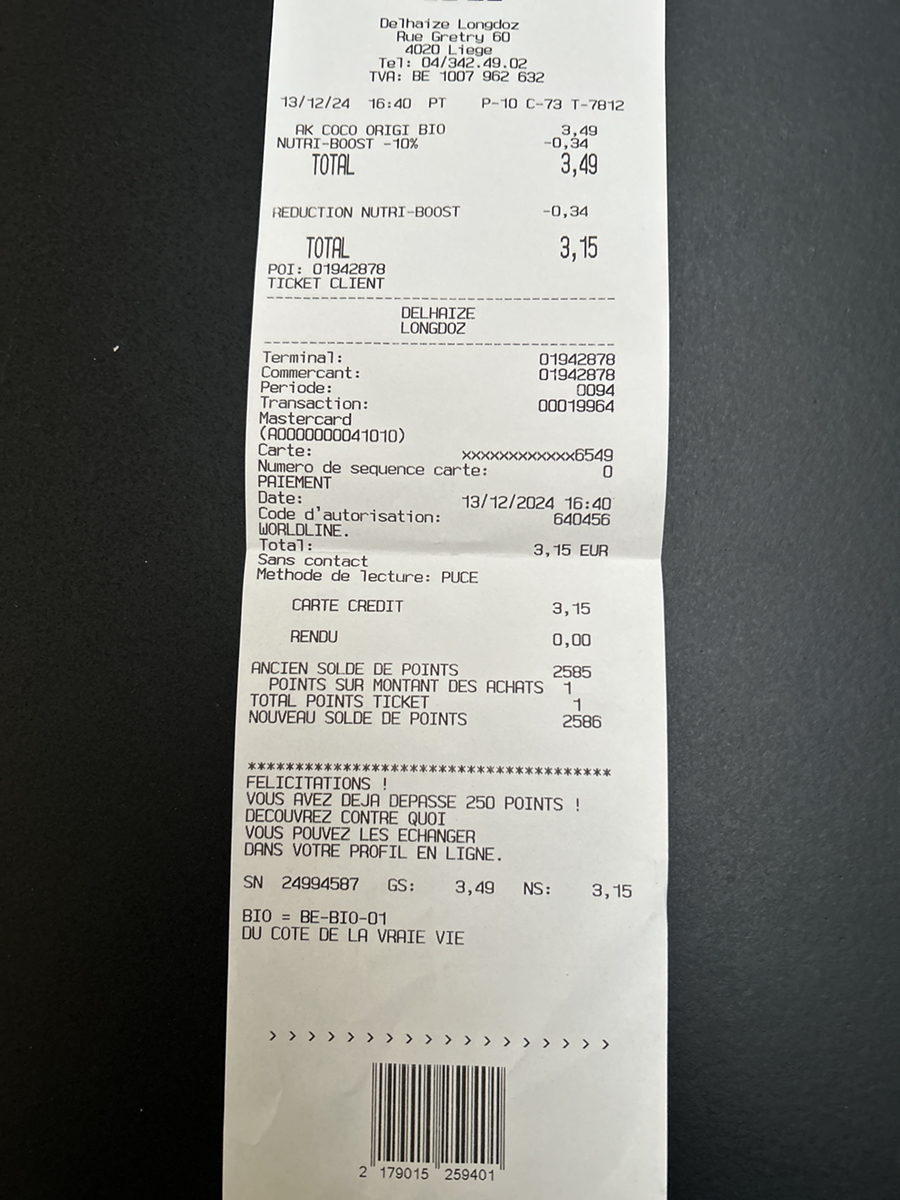 Delhaize Longdoz
Rue Gretry 60
4020 Liege
Tel: 04/342.49.02
TVA: BE 1007 962 632
13/12/24 16:40 PT P-10 C-73 T-7812
AK COCO ORIGI BIO 3,49
NUTRI-BOOST -10% -0,34
TOTAL 3,49
REDUCTION NUTRI-BOOST -0,34
TOTAL 3,15
POI: 01942878
TICKET CLIENT
----------------------------------------
DELHAIZE
LONGDOZ
----------------------------------------
Terminal: 01942878
Commercant: 01942878
Periode: 0094
Transaction: 00019964
Mastercard
(A0000000041010)
Carte: xxxxxxxxxxxx6549
Numero de sequence carte: 0
PAIEMENT
Date: 13/12/2024 16:40
Code d'autorisation: 640456
WORLDLINE.
Total: 3,15 EUR
Sans contact
Methode de lecture: PUCE
CARTE CREDIT 3,15
RENDU 0,00
ANCIEN SOLDE DE POINTS 2585
POINTS SUR MONTANT DES ACHATS 1
TOTAL POINTS TICKET 1
NOUVEAU SOLDE DE POINTS 2586
****************************************
FELICITATIONS !
VOUS AVEZ DEJA DEPASSE 250 POINTS !
DECOUVREZ CONTRE QUOI
VOUS POUVEZ LES ECHANGER
DANS VOTRE PROFIL EN LIGNE.
SN 24994587 GS: 3,49 NS: 3,15
BIO = BE-BIO-01
DU COTE DE LA VRAIE VIE
> > > > > > > > > > > > > > > > > >
2 179015 259401